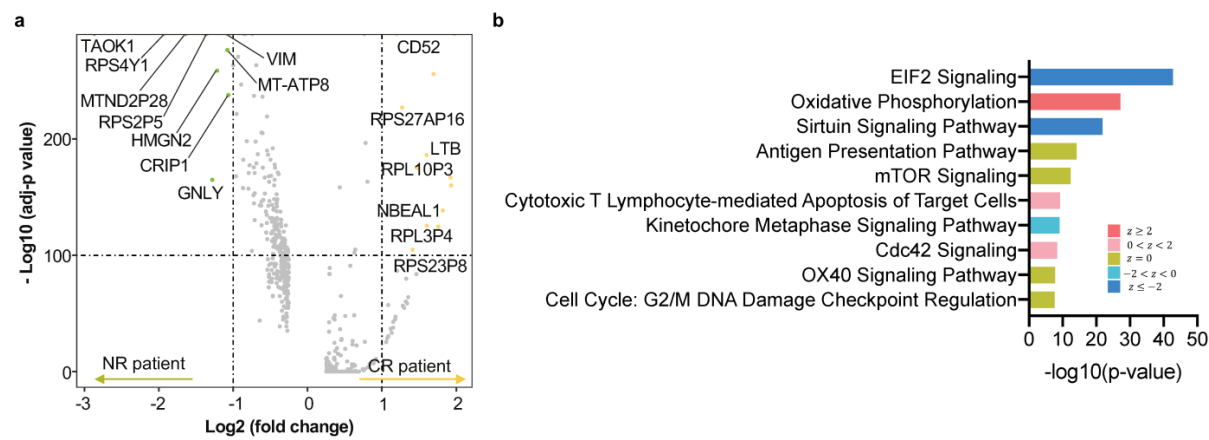 a
TAOK1
RPS4Y1
MTND2P28
RPS2P5
HMGN2
CRIP1
GNLY
VIM
MT-ATP8
CD52
RPS27AP16
LTB
RPL10P3
NBEAL1
RPL3P4
RPS23P8
NR patient
CR patient
- Log10 (adj-p value)
200
100
0
-3
-2
-1
0
1
2
Log2 (fold change)
b
EIF2 Signaling
Oxidative Phosphorylation
Sirtuin Signaling Pathway
Antigen Presentation Pathway
mTOR Signaling
Cytotoxic T Lymphocyte-mediated Apoptosis of Target Cells
Kinetochore Metaphase Signaling Pathway
Cdc42 Signaling
OX40 Signaling Pathway
Cell Cycle: G2/M DNA Damage Checkpoint Regulation
z ≥ 2
0 < z < 2
z = 0
−2 < z < 0
z ≤ −2
0 10 20 30 40 50
-log10(p-value)